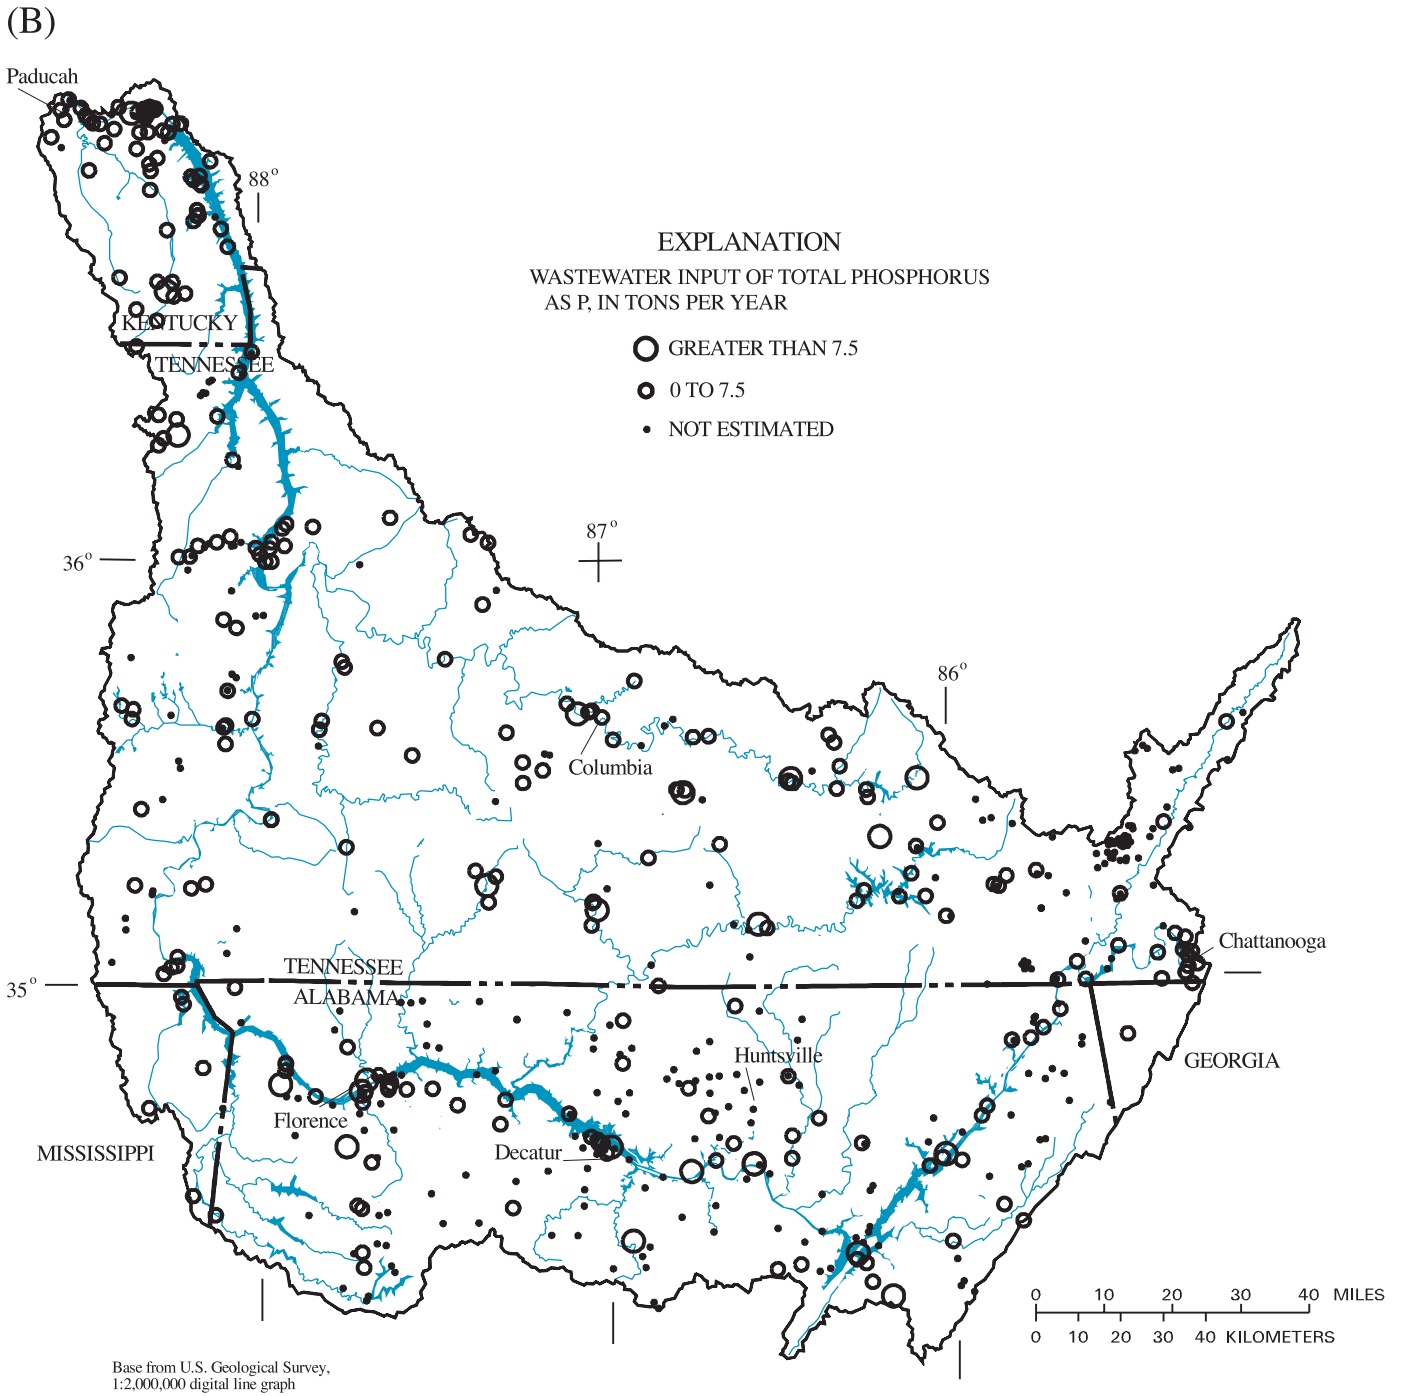 (B)
Paducah
88°
EXPLANATION
WASTEWATER INPUT OF TOTAL PHOSPHORUS
AS P, IN TONS PER YEAR
GREATER THAN 7.5
0 TO 7.5
NOT ESTIMATED
KENTUCKY
TENNESSEE
87°
36°
86°
Columbia
Chattanooga
TENNESSEE
ALABAMA
35°
Huntsville
GEORGIA
Florence
Decatur
MISSISSIPPI
0 10 20 30 40 MILES
0 10 20 30 40 KILOMETERS
Base from U.S. Geological Survey,
1:2,000,000 digital line graph